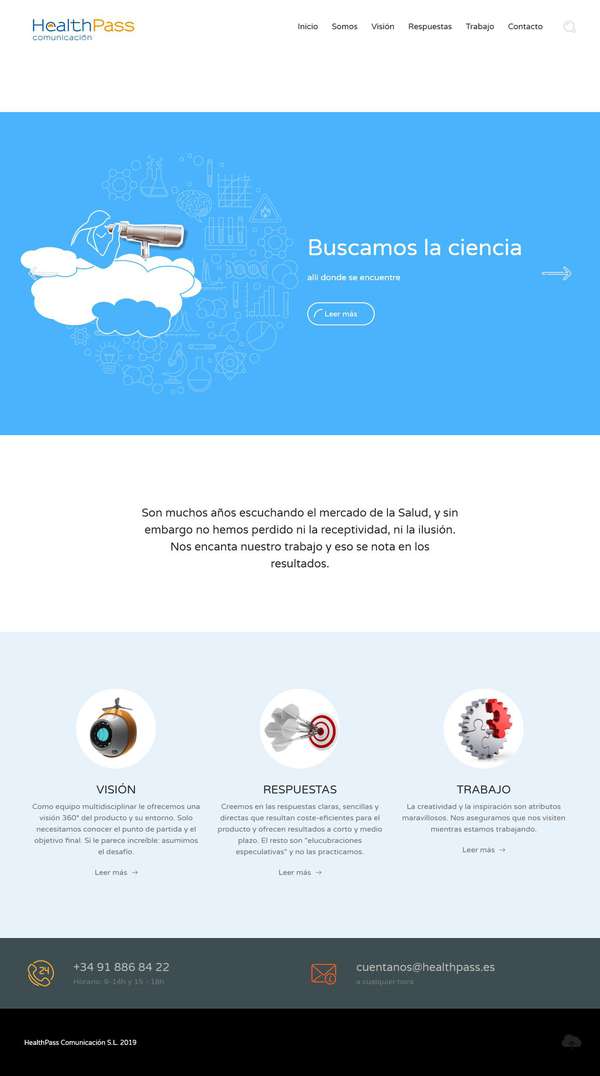 HealthPass
comunicación
Inicio Somos Visión Respuestas Trabajo Contacto
Buscamos la ciencia
allí donde se encuentre
Leer más
Son muchos años escuchando el mercado de la Salud, y sin
embargo no hemos perdido ni la receptividad, ni la ilusión.
Nos encanta nuestro trabajo y eso se nota en los
resultados.
VISIÓN
Como equipo multidisciplinar le ofrecemos una
visión 360° del producto y su entorno. Solo
necesitamos conocer el punto de partida y el
objetivo final. Si le parece increíble: asumimos
el desafío.
Leer más
RESPUESTAS
Creemos en las respuestas claras, sencillas y
directas que resultan coste-eficientes para el
producto y ofrecen resultados a corto y medio
plazo. El resto son "elucubraciones
especulativas" y no las practicamos.
Leer más
TRABAJO
La creatividad y la inspiración son atributos
maravillosos. Nos aseguramos que nos visiten
mientras estamos trabajando.
Leer más
24
+34 91 886 84 22
Horario: 9-14h y 15 - 18h
cuentanos@healthpass.es
a cualquier hora
HealthPass Comunicación S.L. 2019